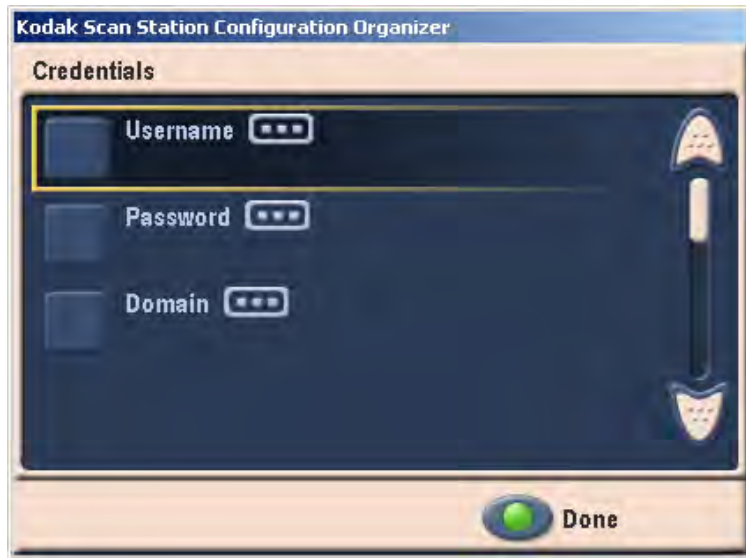 Kodak Scan Station Configuration Organizer
Credentials
Username
Password
Domain
Done